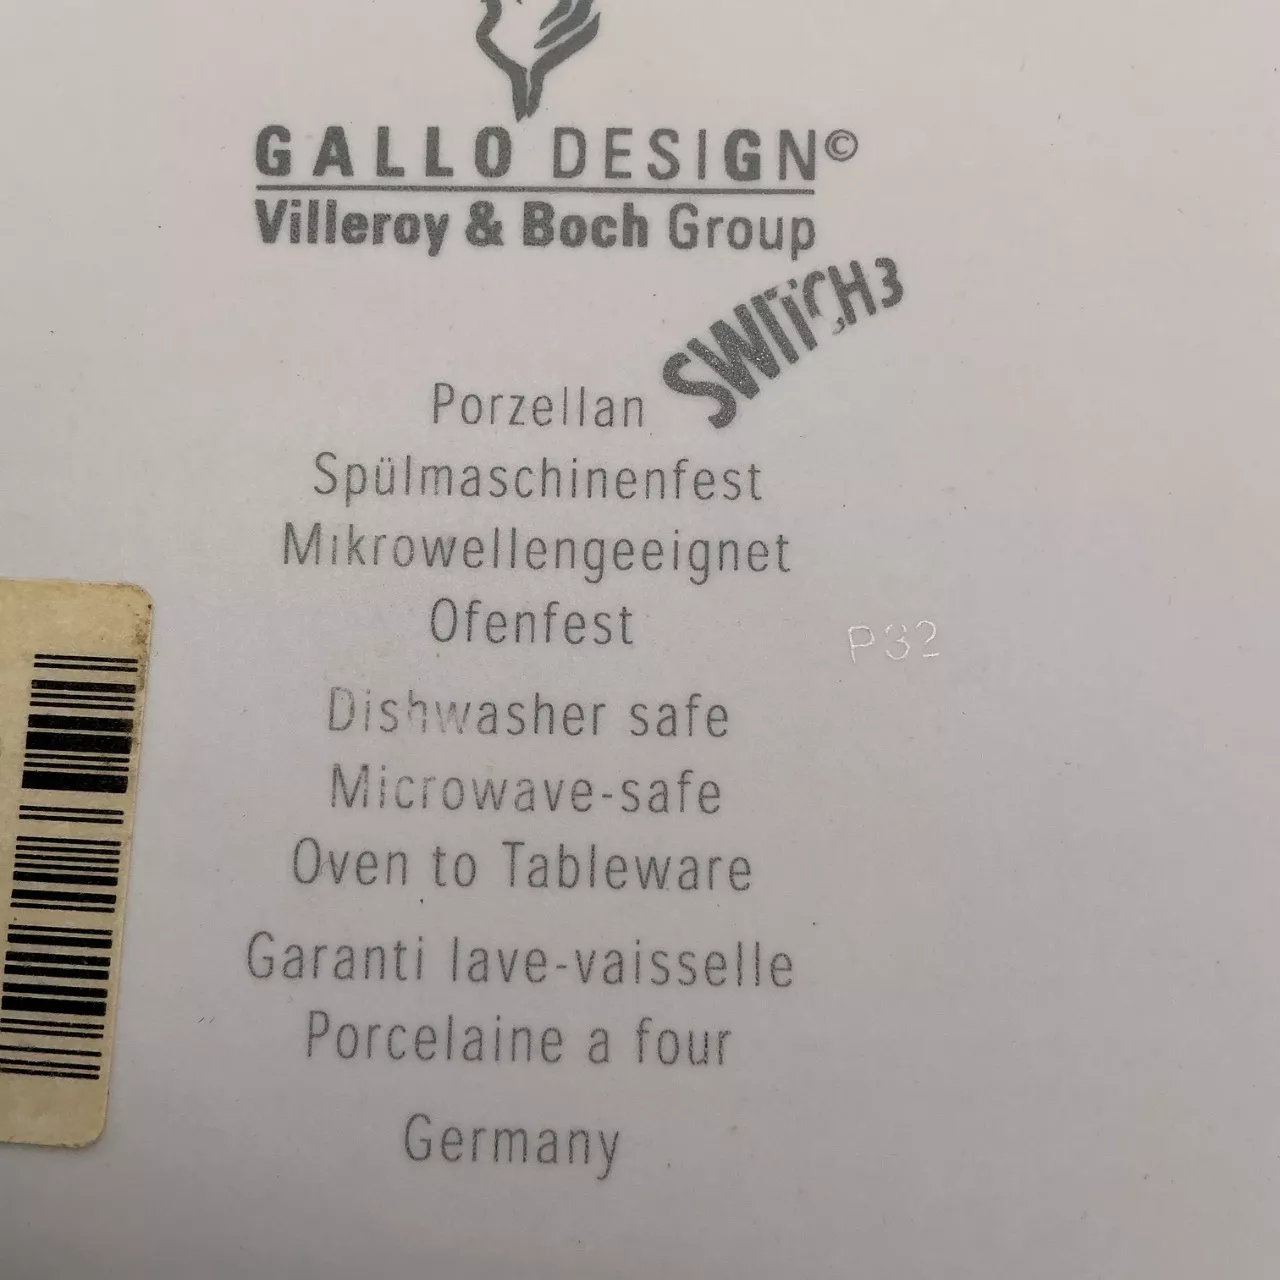 GALLO DESIGN©
Villeroy & Boch Group
SWITCH3
Porzellan
Spülmaschinenfest
Mikrowellengeeignet
Ofenfest
P32
Dishwasher safe
Microwave-safe
Oven to Tableware
Garanti lave-vaisselle
Porcelaine a four
Germany